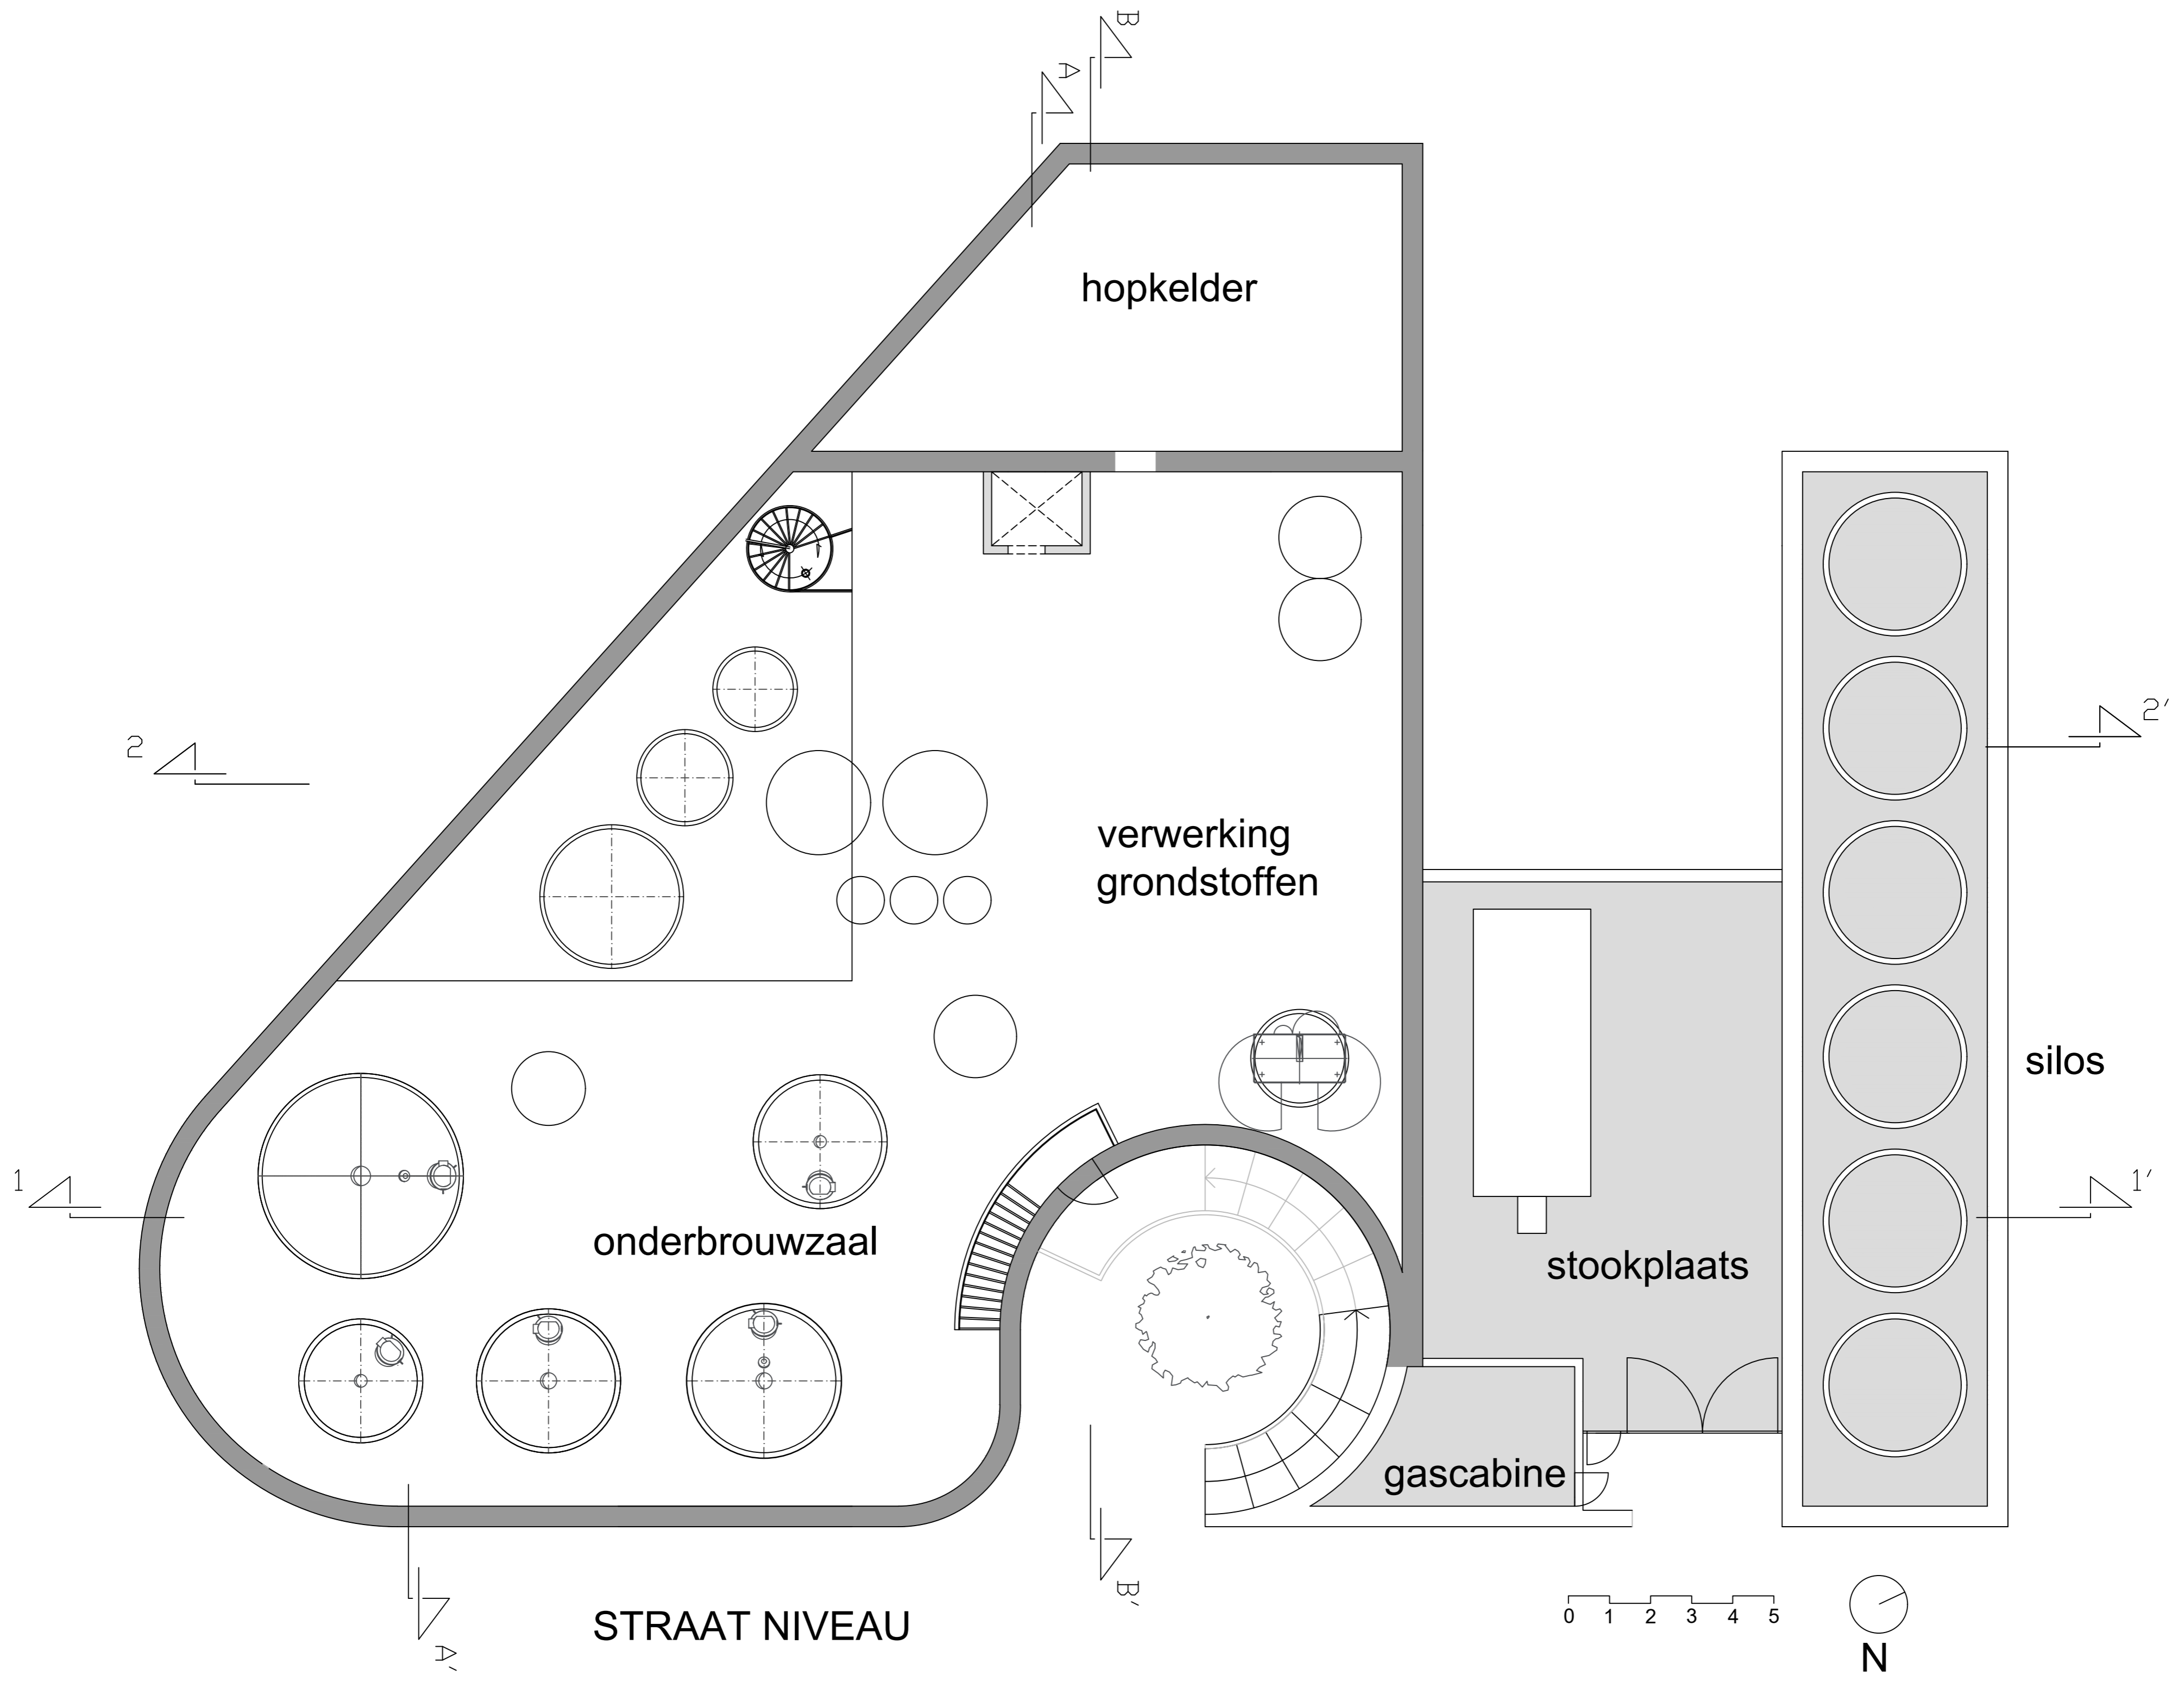 B
A
hopkelder
2
2'
verwerking
grondstoffen
silos
1
1'
onderbrouwzaal
stookplaats
gascabine
B'
STRAAT NIVEAU
0 1 2 3 4 5
A'
N